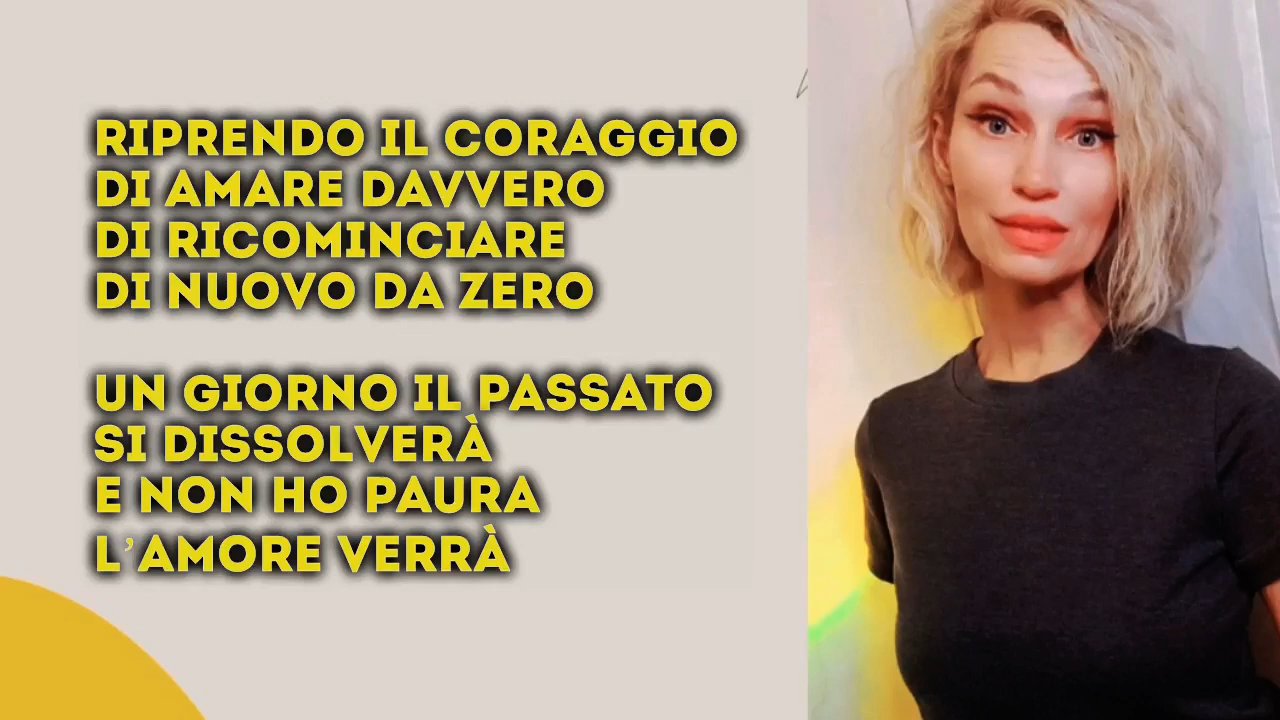 RIPRENDO IL CORAGGIO
DI AMARE DAVVERO
DI RICOMINCIARE
DI NUOVO DA ZERO
UN GIORNO IL PASSATO
SI DISSOLVERÀ
E NON HO PAURA
L'AMORE VERRÀ